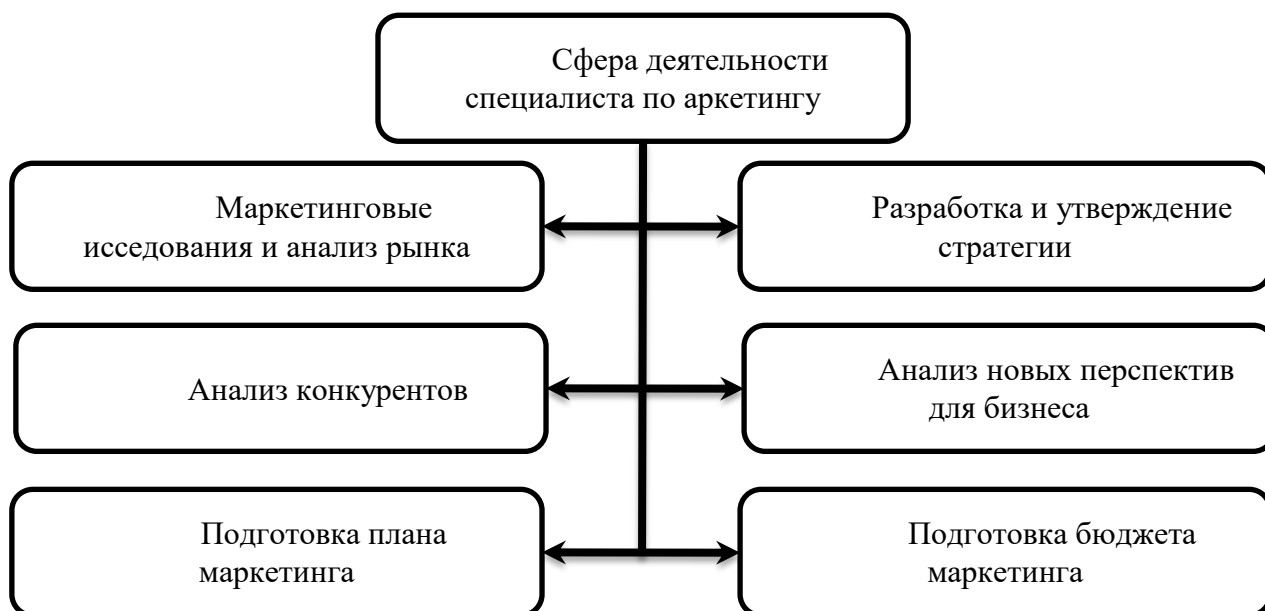 Сфера деятельности
специалиста по аркетингу
Маркетинговые
исседования и анализ рынка
Разработка и утверждение
стратегии
Анализ конкурентов
Анализ новых перспектив
для бизнеса
Подготовка плана
маркетинга
Подготовка бюджета
маркетинга